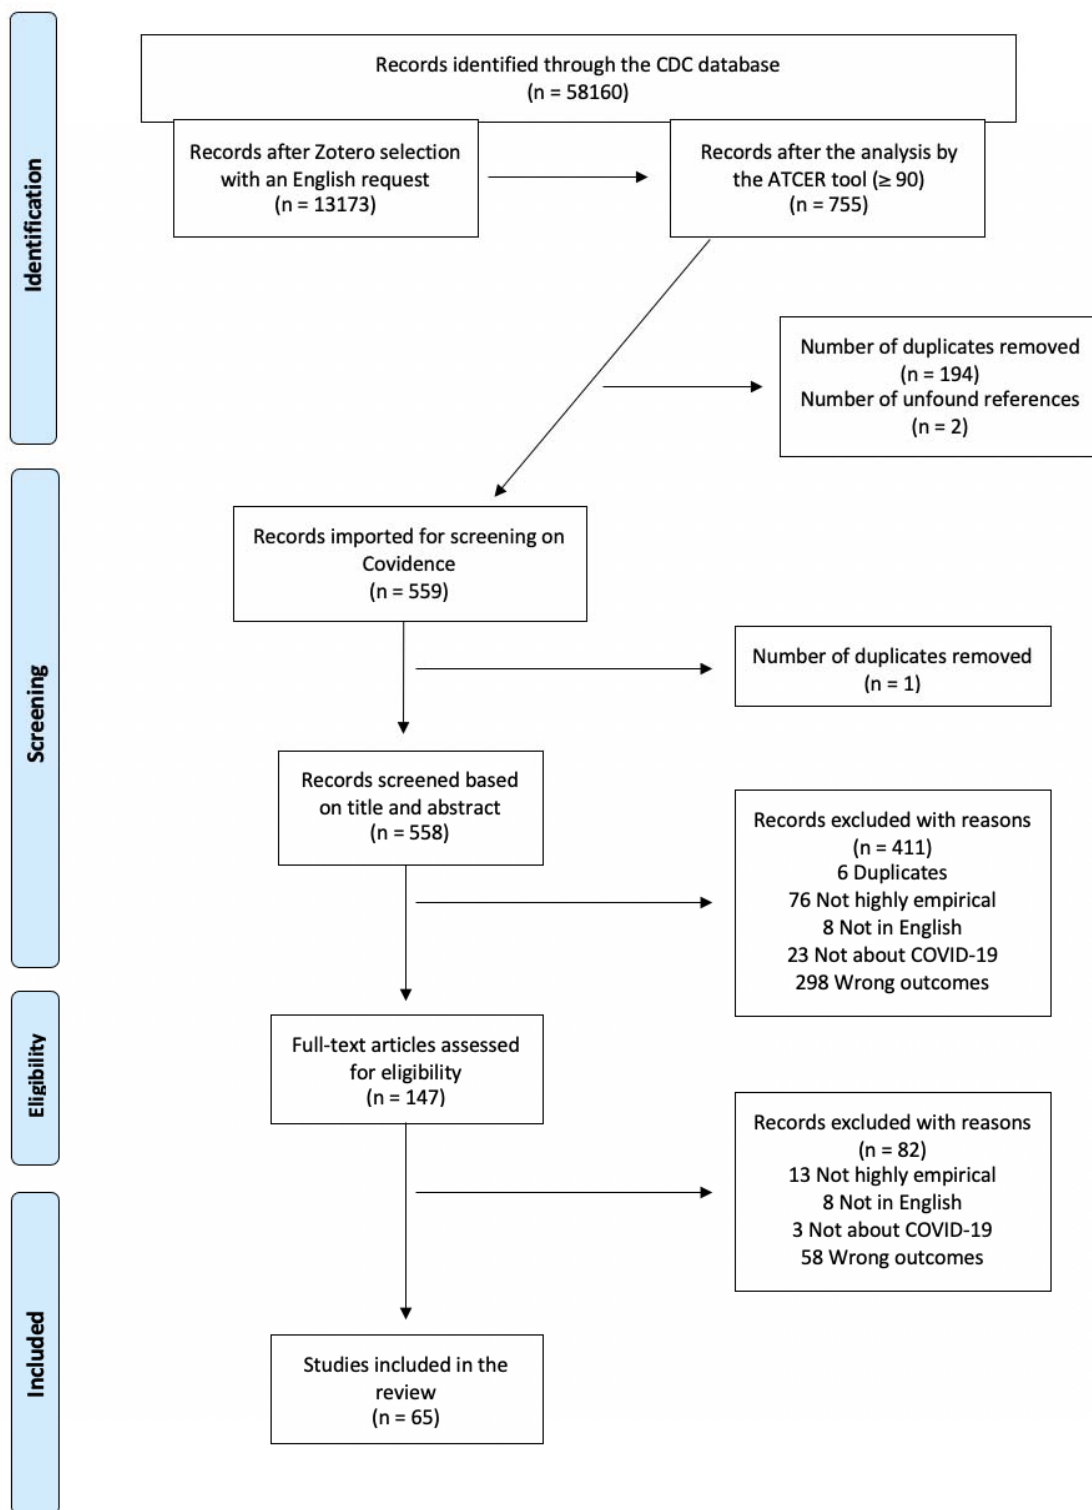 Identification
Records identified through the CDC database
(n = 58160)
Records after Zotero selection
with an English request
(n = 13173)
Records after the analysis by
the ATCER tool (≥ 90)
(n = 755)
Number of duplicates removed
(n = 194)
Number of unfound references
(n = 2)
Screening
Records imported for screening on
Covidence
(n = 559)
Number of duplicates removed
(n = 1)
Records screened based
on title and abstract
(n = 558)
Records excluded with reasons
(n = 411)
6 Duplicates
76 Not highly empirical
8 Not in English
23 Not about COVID-19
298 Wrong outcomes
Eligibility
Full-text articles assessed
for eligibility
(n = 147)
Records excluded with reasons
(n = 82)
13 Not highly empirical
8 Not in English
3 Not about COVID-19
58 Wrong outcomes
Included
Studies included in the
review
(n = 65)